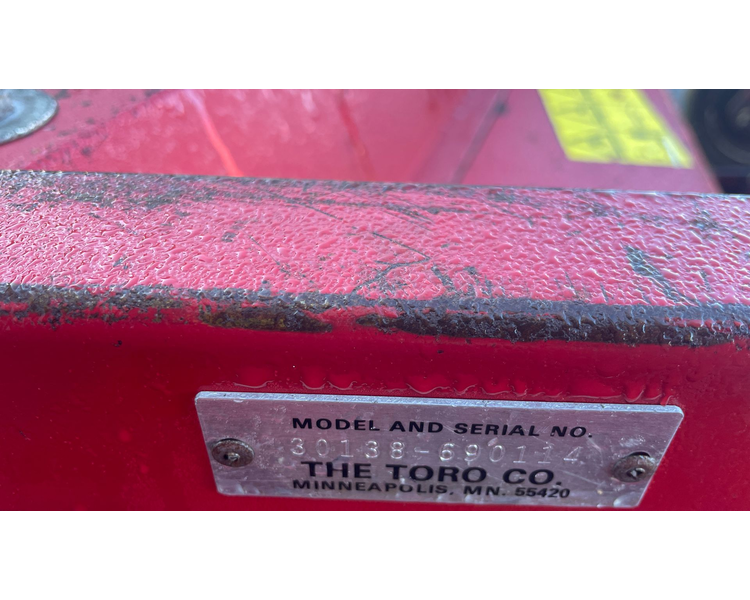 MODEL AND SERIAL NO.
30138-690114
THE TORO CO.
MINNEAPOLIS, MN. 55420